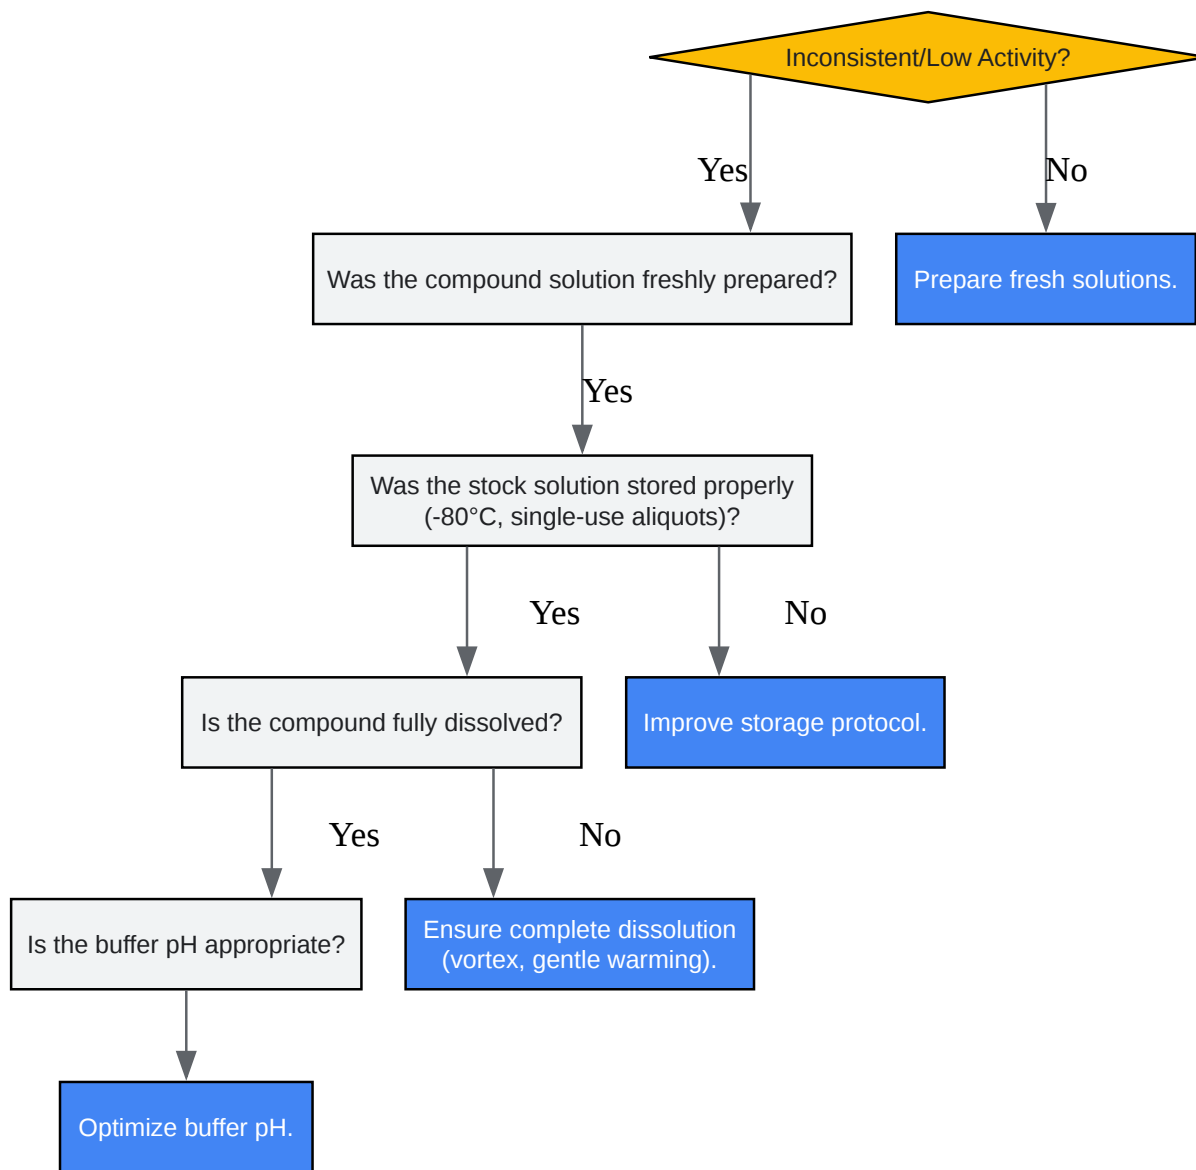 Inconsistent/Low Activity?
Yes
No
Was the compound solution freshly prepared?
Prepare fresh solutions.
Yes
Was the stock solution stored properly
(-80°C, single-use aliquots)?
Yes
No
Is the compound fully dissolved?
Improve storage protocol.
Yes
No
Is the buffer pH appropriate?
Ensure complete dissolution
(vortex, gentle warming).
Optimize buffer pH.